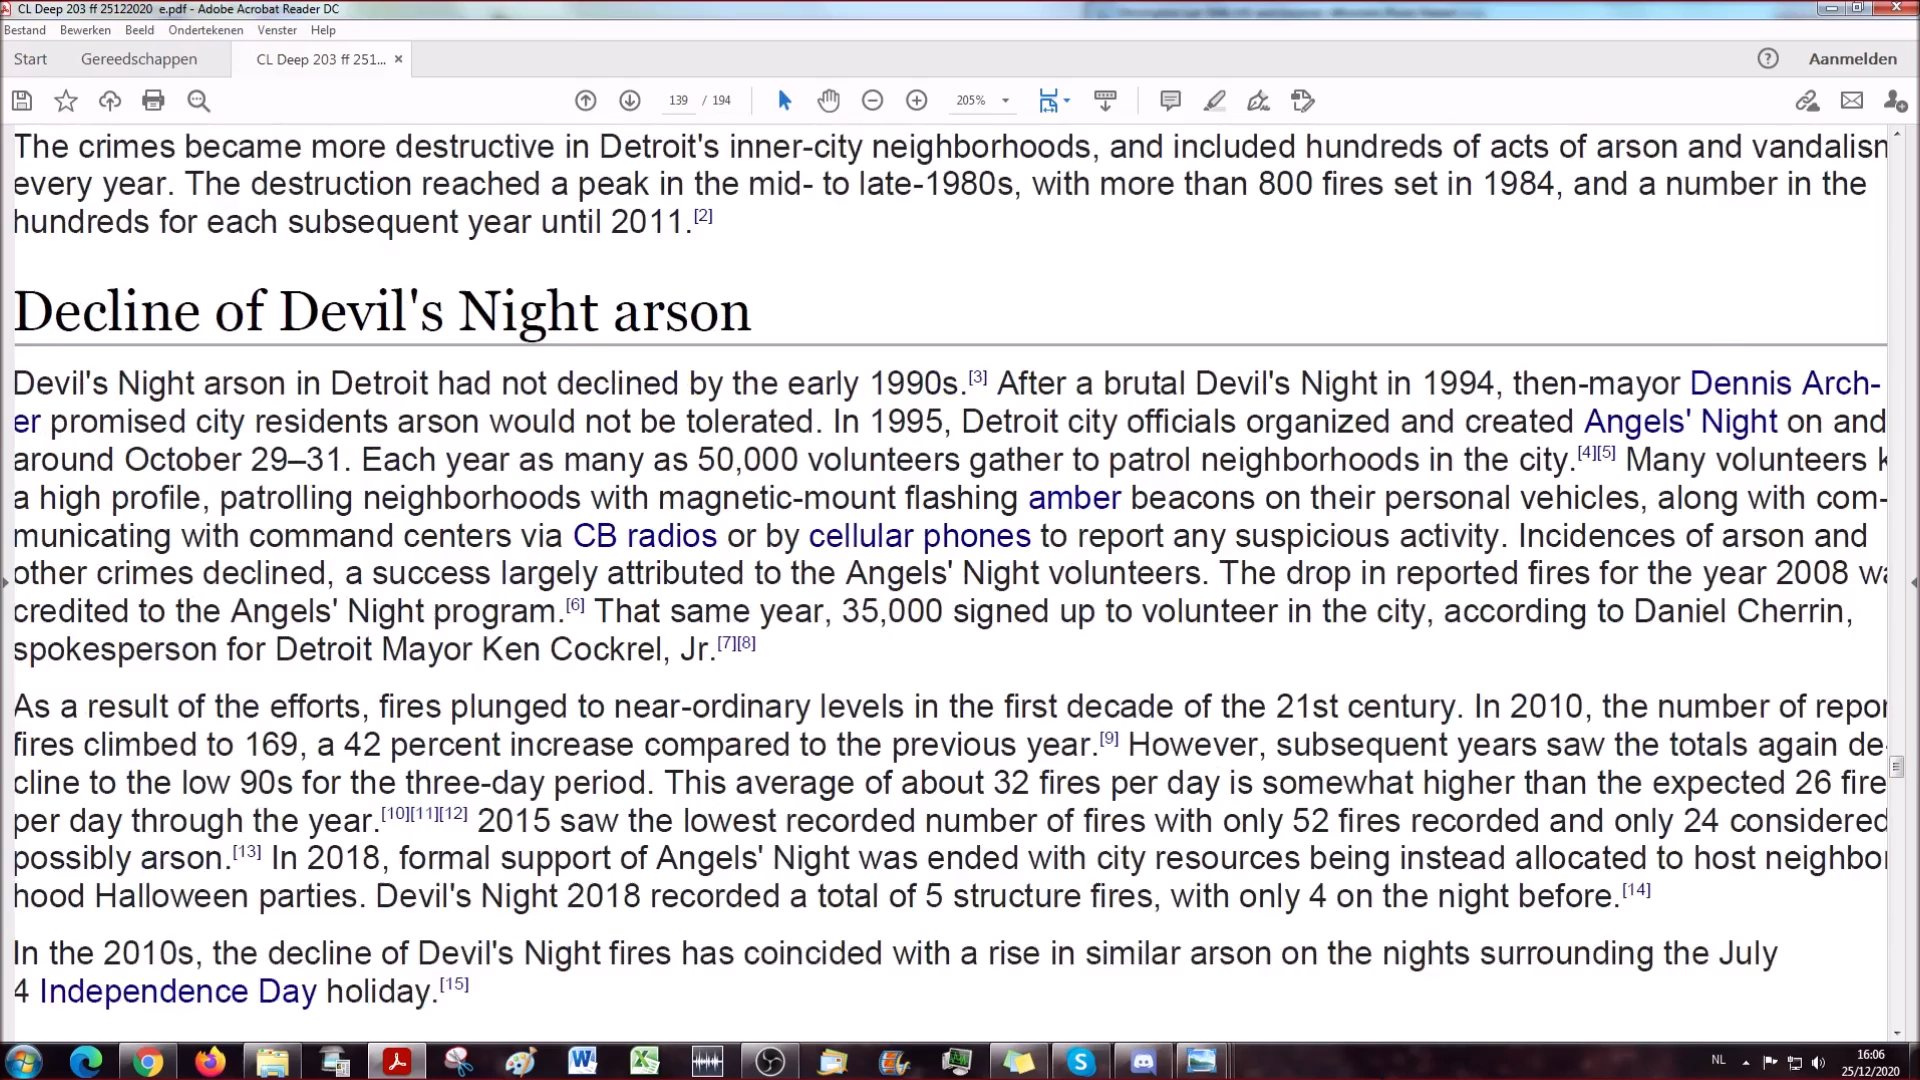 CL Deep 203 ff 25122020 e.pdf - Adobe Acrobat Reader DC
Bestand Bewerken Beeld Ondertekenen Venster Help
Start Gereedschappen CL Deep 203 ff 251... × Aanmelden
139 / 194 205%
The crimes became more destructive in Detroit's inner-city neighborhoods, and included hundreds of acts of arson and vandalism
every year. The destruction reached a peak in the mid- to late-1980s, with more than 800 fires set in 1984, and a number in the
hundreds for each subsequent year until 2011.[2]
Decline of Devil's Night arson
Devil's Night arson in Detroit had not declined by the early 1990s.[3] After a brutal Devil's Night in 1994, then-mayor Dennis Arch-
er promised city residents arson would not be tolerated. In 1995, Detroit city officials organized and created Angels' Night on and
around October 29–31. Each year as many as 50,000 volunteers gather to patrol neighborhoods in the city.[4][5] Many volunteers k
a high profile, patrolling neighborhoods with magnetic-mount flashing amber beacons on their personal vehicles, along with com-
municating with command centers via CB radios or by cellular phones to report any suspicious activity. Incidences of arson and
other crimes declined, a success largely attributed to the Angels' Night volunteers. The drop in reported fires for the year 2008 wa
credited to the Angels' Night program.[6] That same year, 35,000 signed up to volunteer in the city, according to Daniel Cherrin,
spokesperson for Detroit Mayor Ken Cockrel, Jr.[7][8]
As a result of the efforts, fires plunged to near-ordinary levels in the first decade of the 21st century. In 2010, the number of repor
fires climbed to 169, a 42 percent increase compared to the previous year.[9] However, subsequent years saw the totals again de-
cline to the low 90s for the three-day period. This average of about 32 fires per day is somewhat higher than the expected 26 fire
per day through the year.[10][11][12] 2015 saw the lowest recorded number of fires with only 52 fires recorded and only 24 considered
possibly arson.[13] In 2018, formal support of Angels' Night was ended with city resources being instead allocated to host neighbor
hood Halloween parties. Devil's Night 2018 recorded a total of 5 structure fires, with only 4 on the night before.[14]
In the 2010s, the decline of Devil's Night fires has coincided with a rise in similar arson on the nights surrounding the July
4 Independence Day holiday.[15]
NL 16:06
25/12/2020